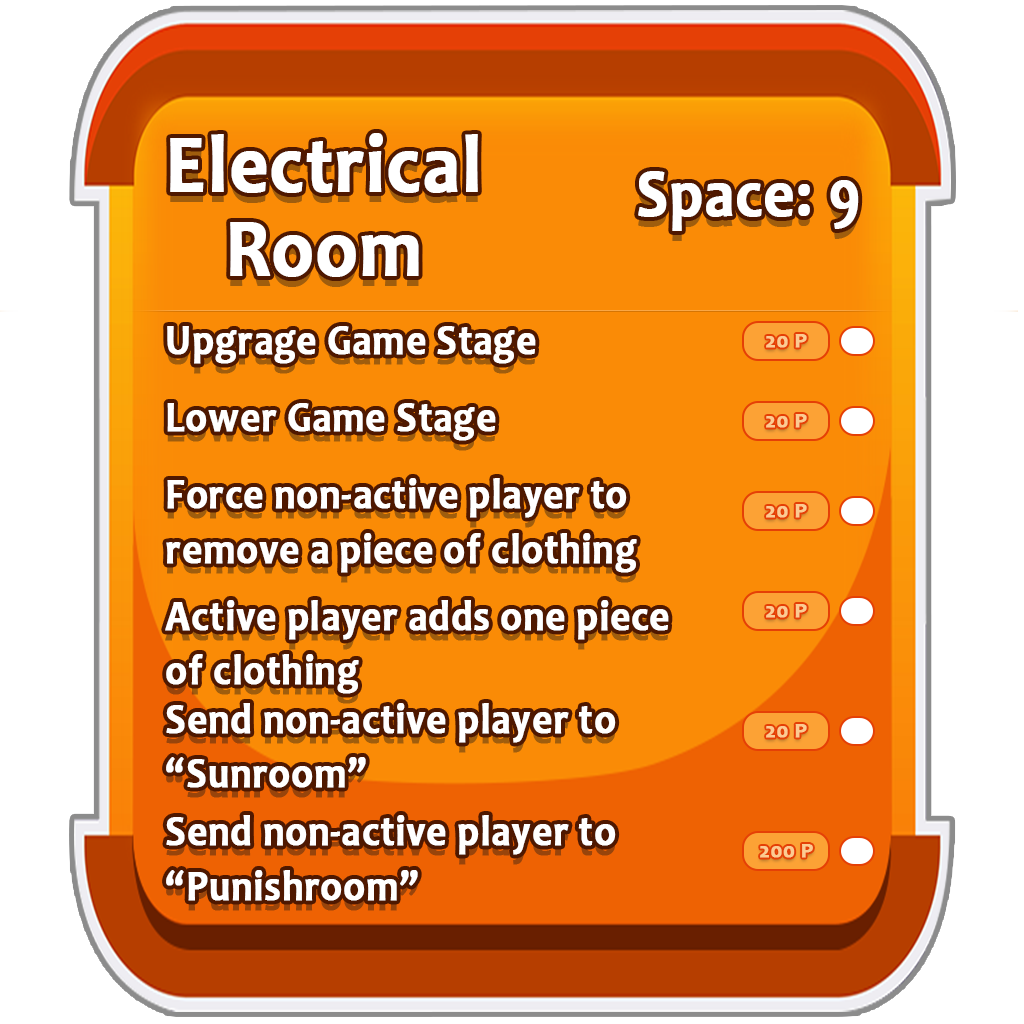 Electrical
Room
Space: 9
Upgrage Game Stage
20 P
Lower Game Stage
20 P
Force non-active player to
remove a piece of clothing
20 P
Active player adds one piece
of clothing
20 P
Send non-active player to
“Sunroom”
20 P
Send non-active player to
“Punishroom”
200 P